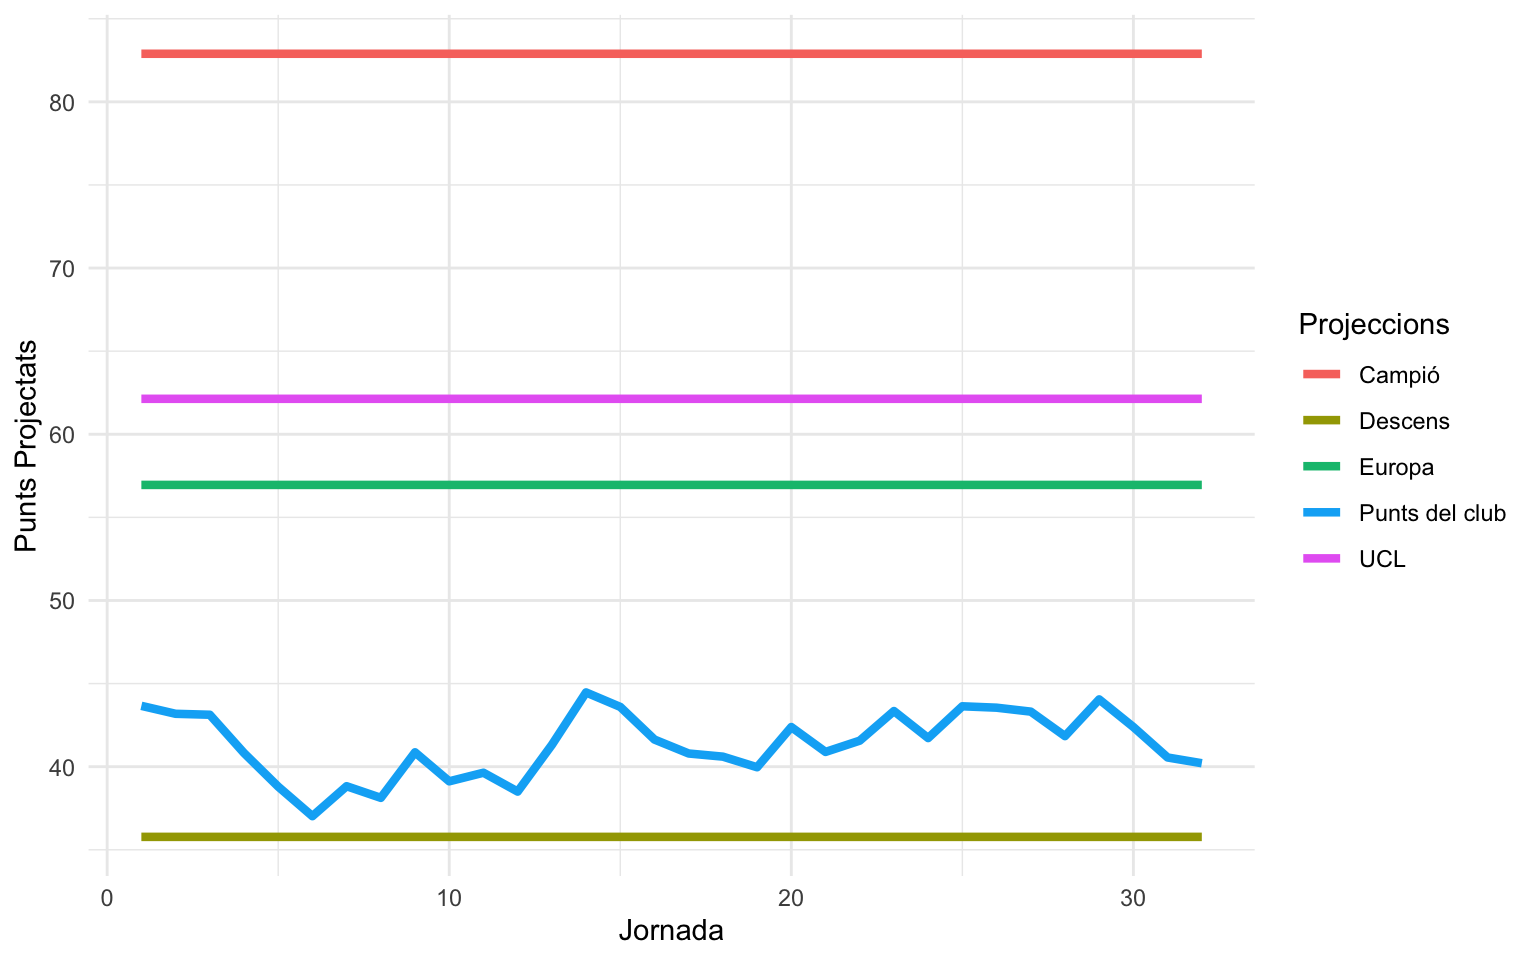 Punts Projectats
80
70
60
50
40
0
10
20
30
Jornada
Projeccions
Campió
Descens
Europa
Punts del club
UCL